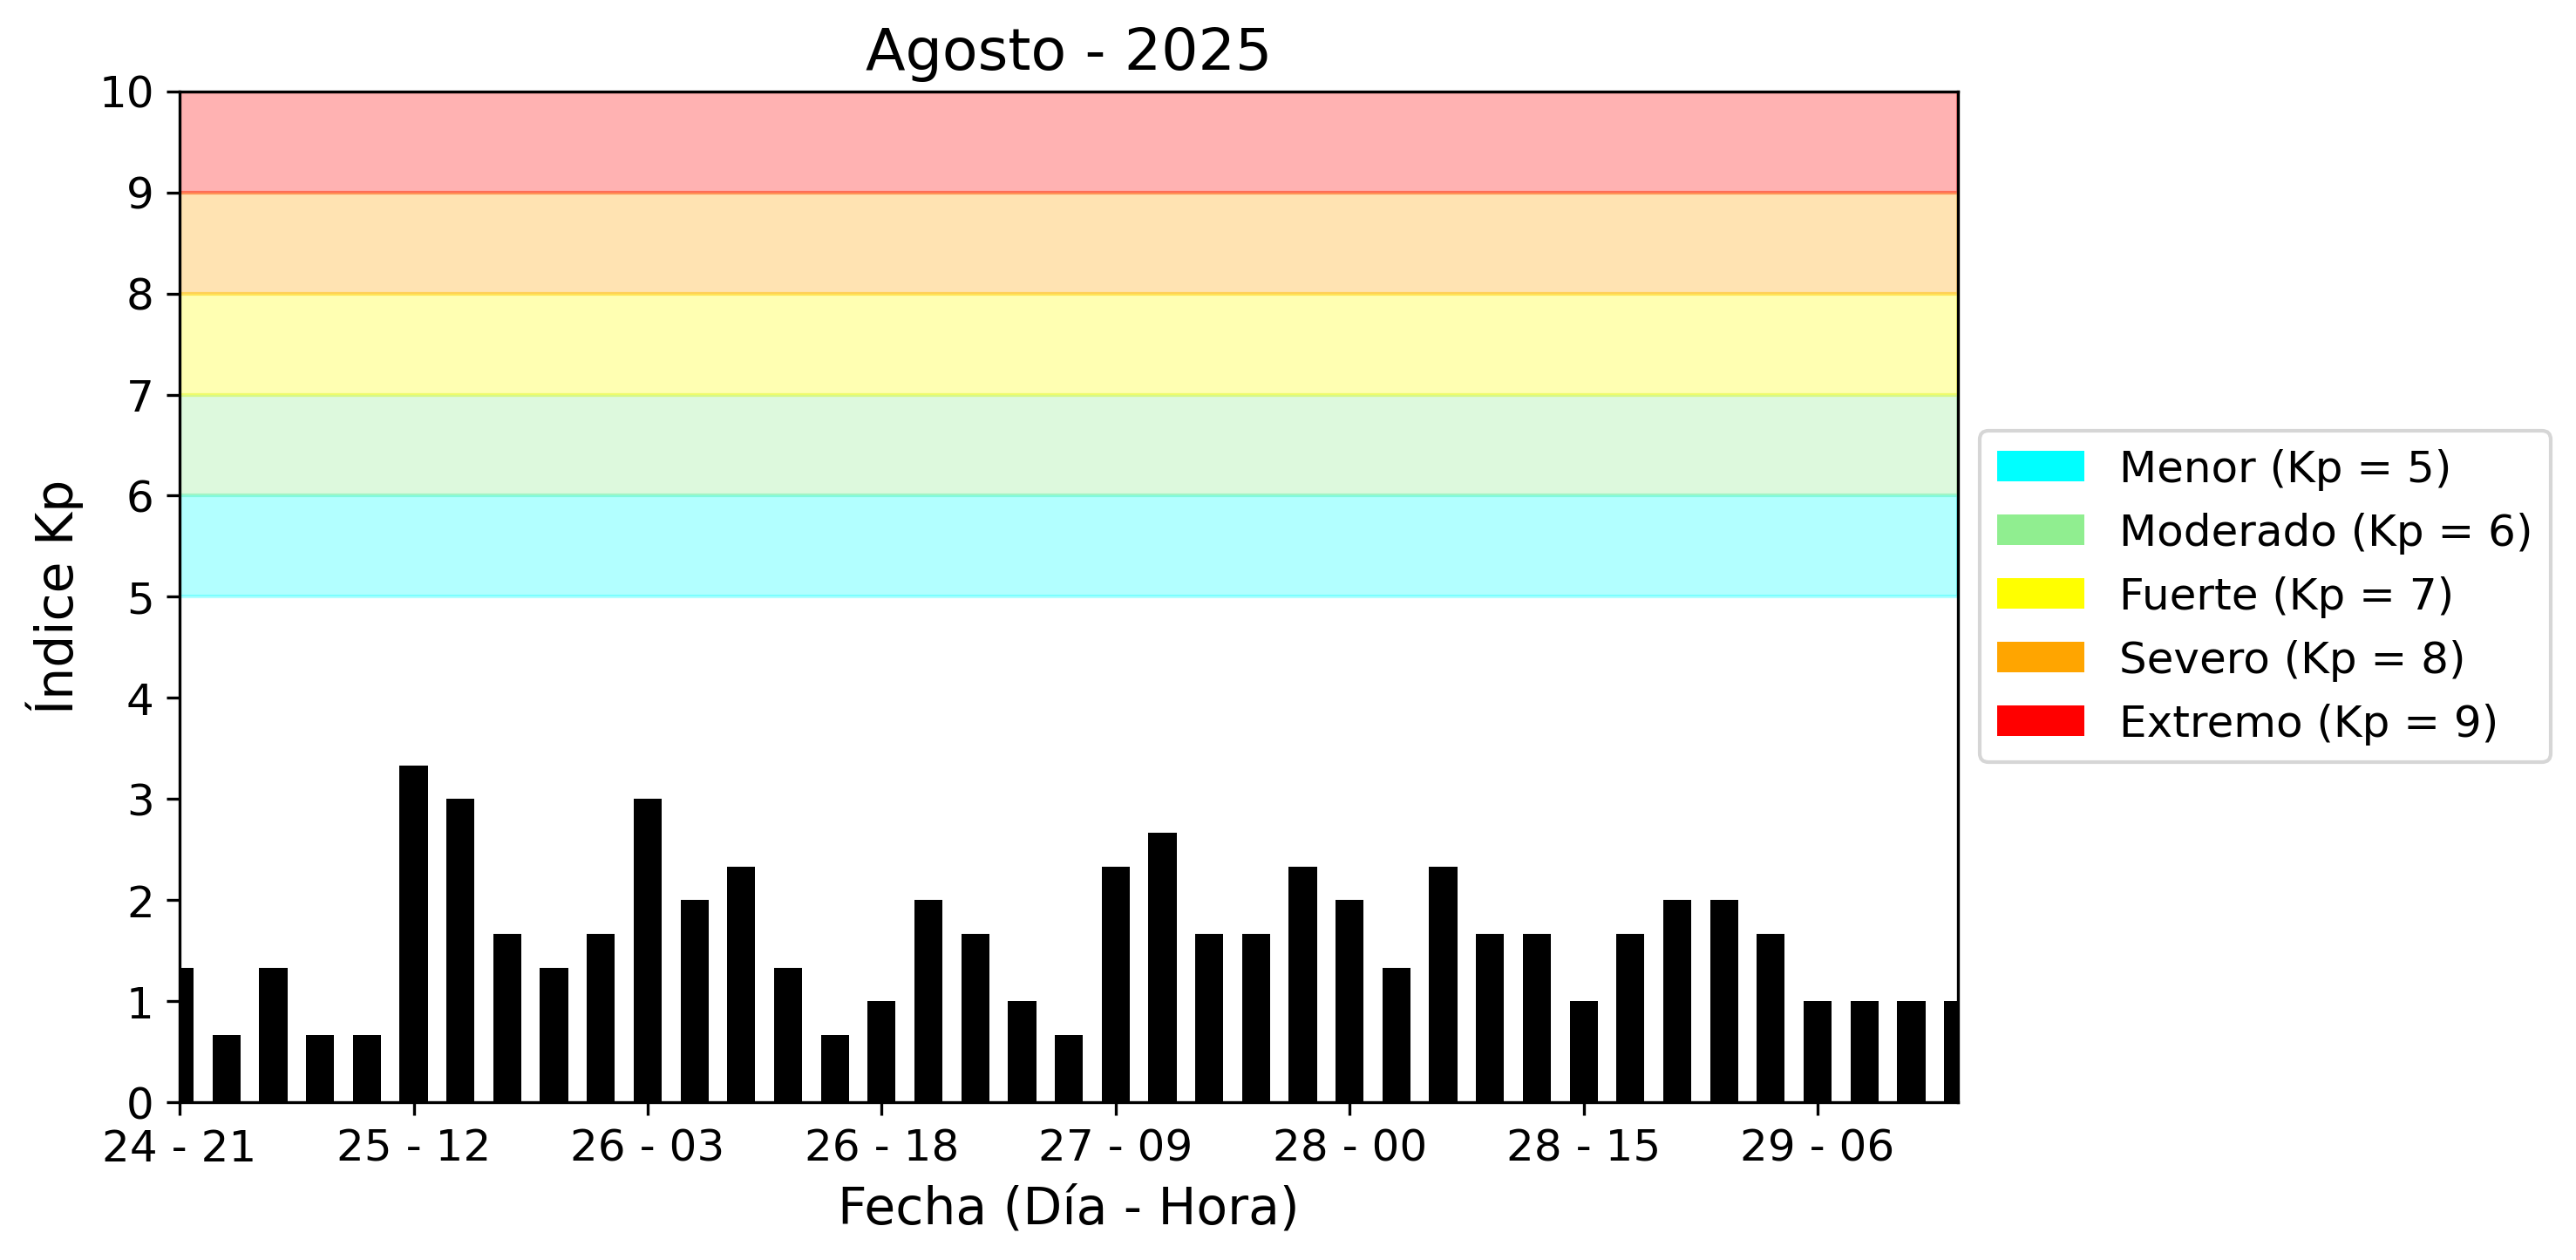 Agosto - 2025
10
9
8
7
6
5
4
3
2
1
0
Índice Kp
24 - 21
25 - 12
26 - 03
26 - 18
27 - 09
28 - 00
28 - 15
29 - 06
Fecha (Día - Hora)
Menor (Kp = 5)
Moderado (Kp = 6)
Fuerte (Kp = 7)
Severo (Kp = 8)
Extremo (Kp = 9)